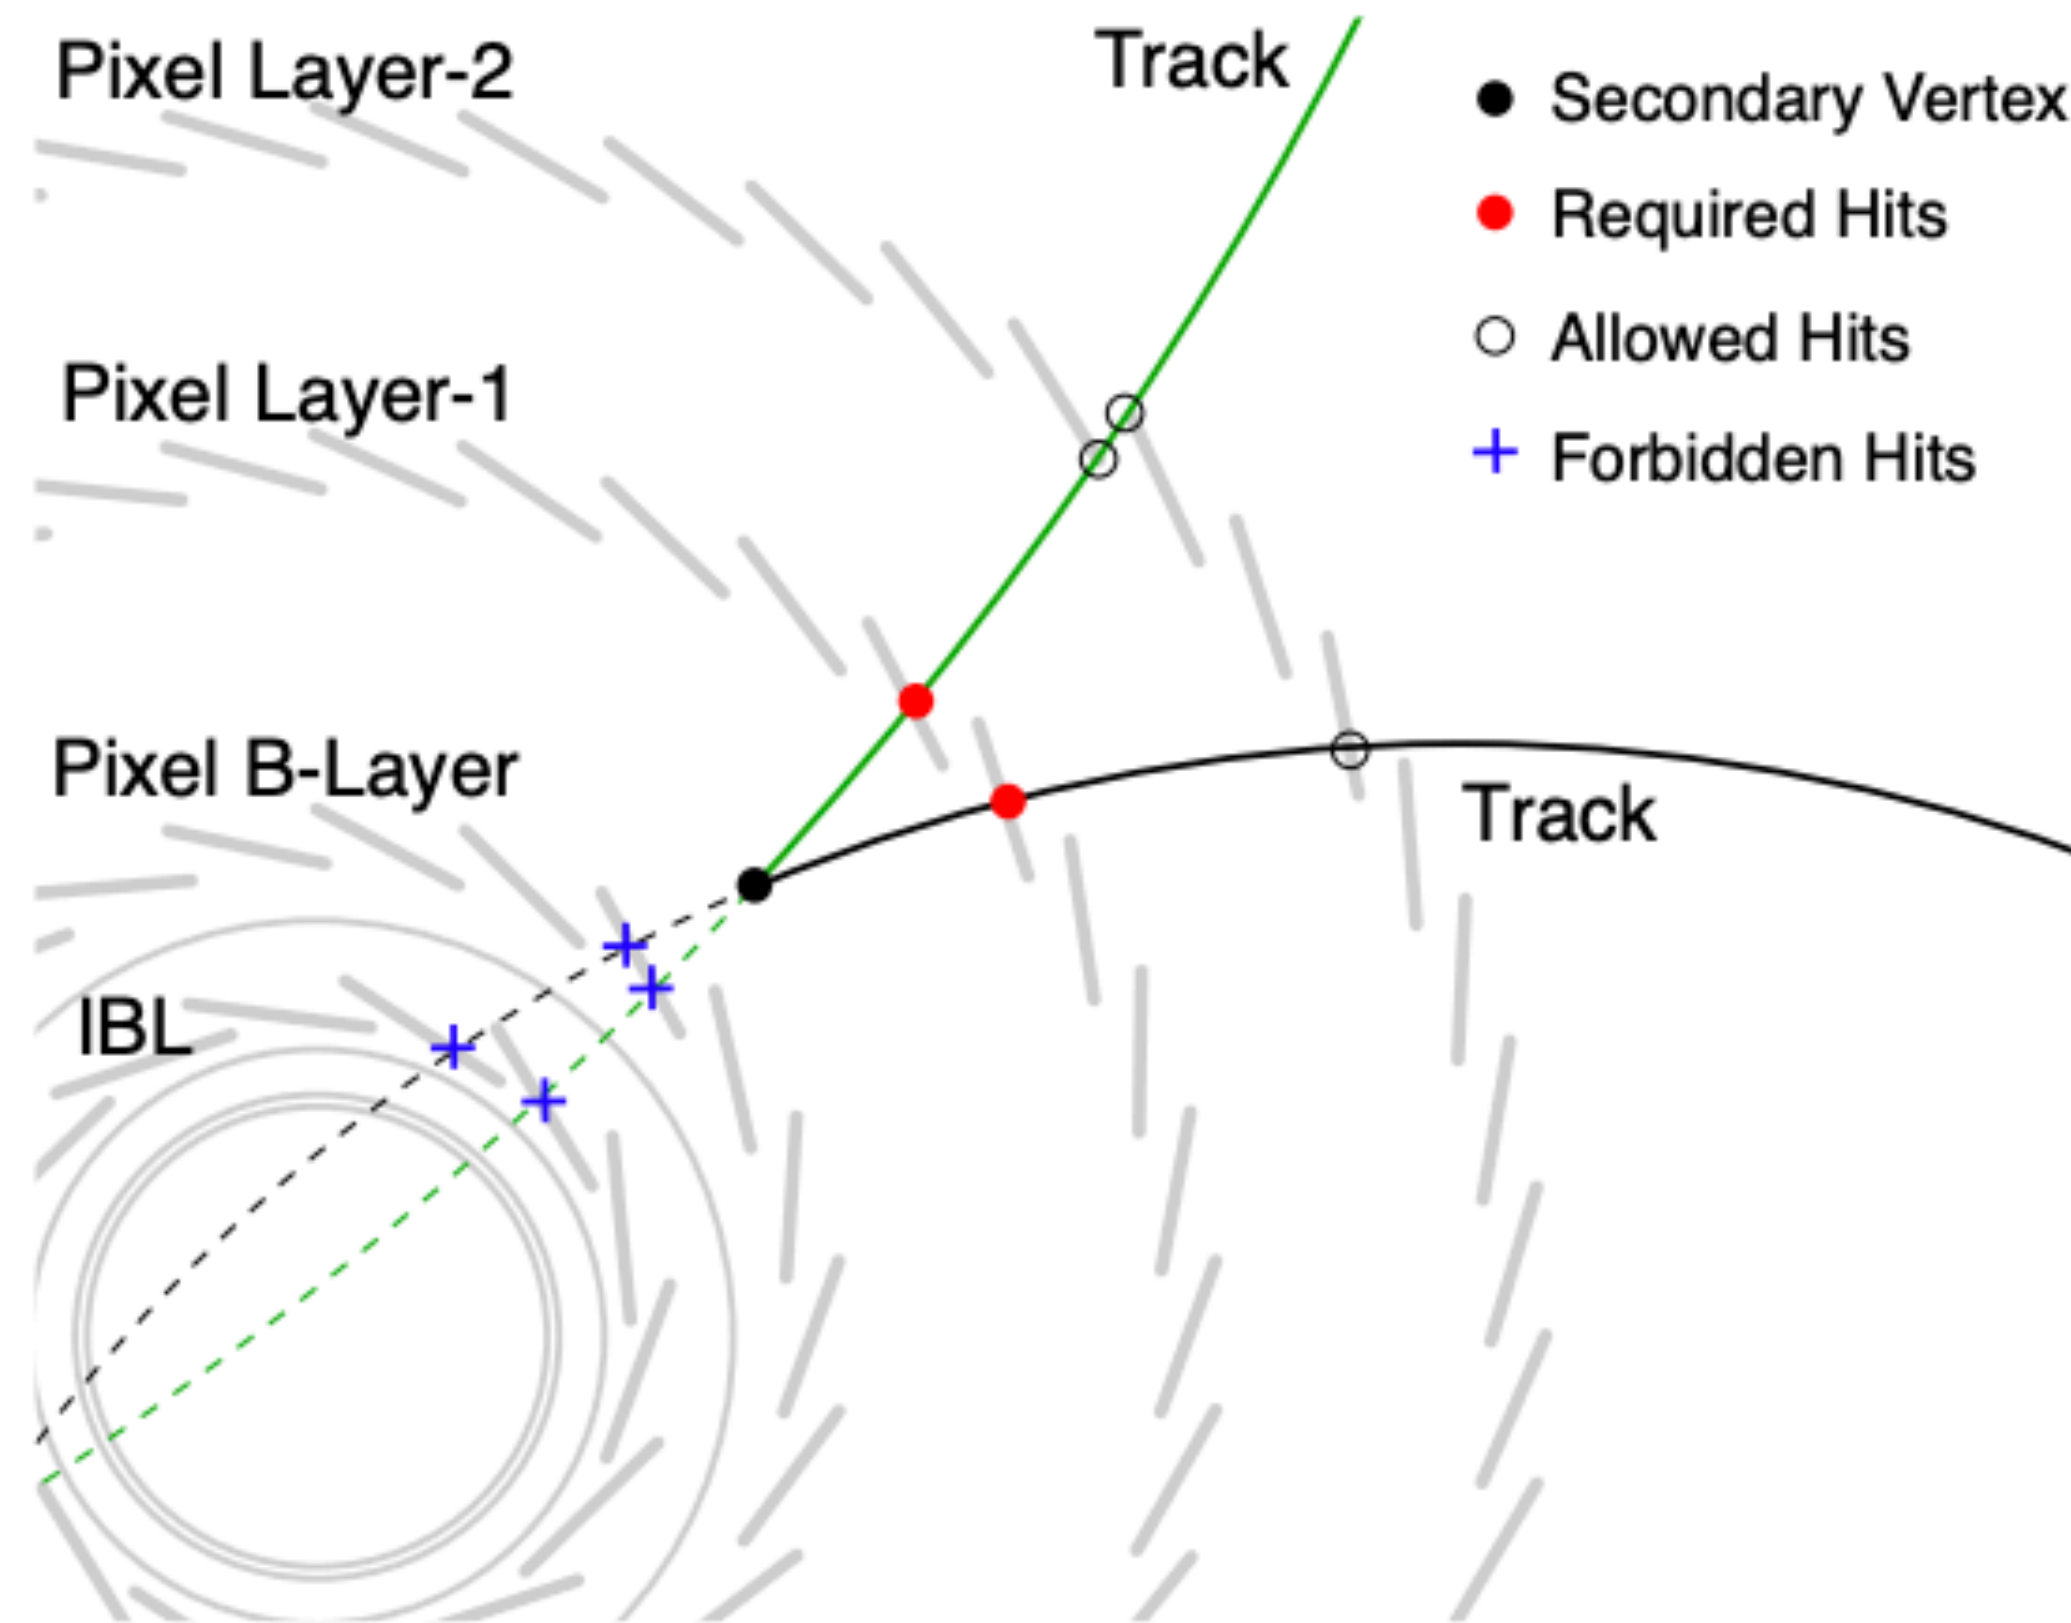 Pixel Layer-2
Track
Secondary Vertex
Required Hits
Allowed Hits
Forbidden Hits
Pixel Layer-1
Pixel B-Layer
Track
IBL